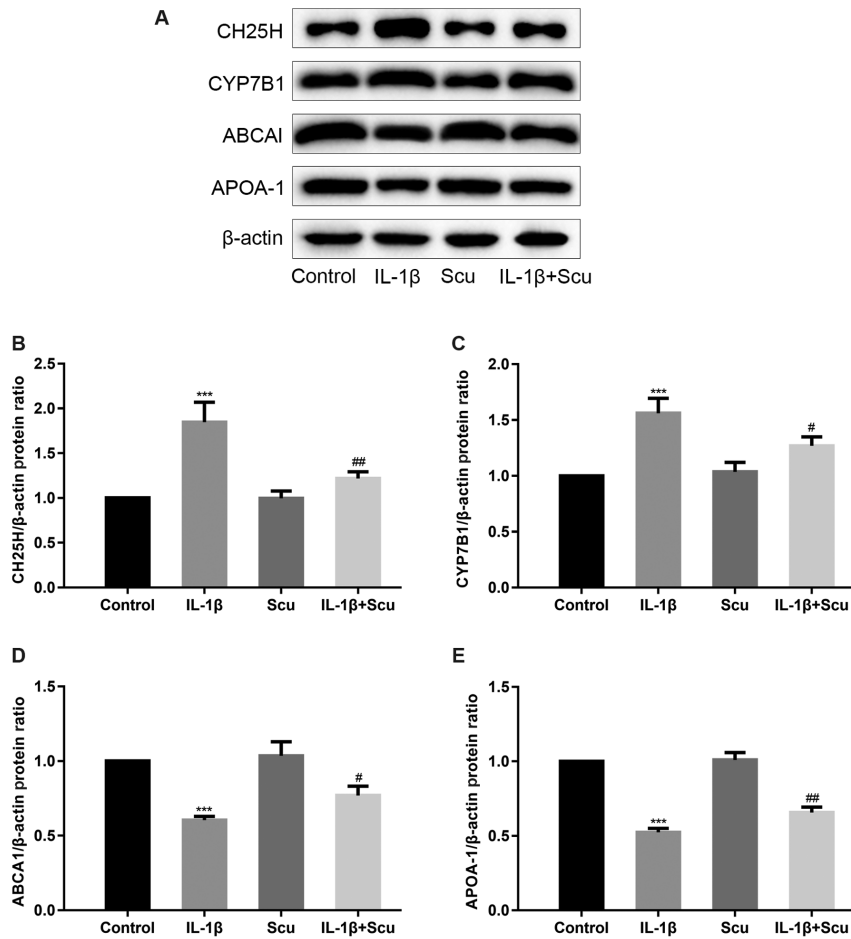 A
CH25H
CYP7B1
ABCAI
APOA-1
β-actin
Control IL-1β Scu IL-1β+Scu
B
CH25H/β-actin protein ratio
2.5
2.0
1.5
1.0
0.5
0.0
***
##
Control IL-1β Scu IL-1β+Scu
C
CYP7B1/β-actin protein ratio
2.0
1.5
1.0
0.5
0.0
***
#
Control IL-1β Scu IL-1β+Scu
D
ABCA1/β-actin protein ratio
1.5
1.0
0.5
0.0
***
#
Control IL-1β Scu IL-1β+Scu
E
APOA-1/β-actin protein ratio
1.5
1.0
0.5
0.0
***
##
Control IL-1β Scu IL-1β+Scu